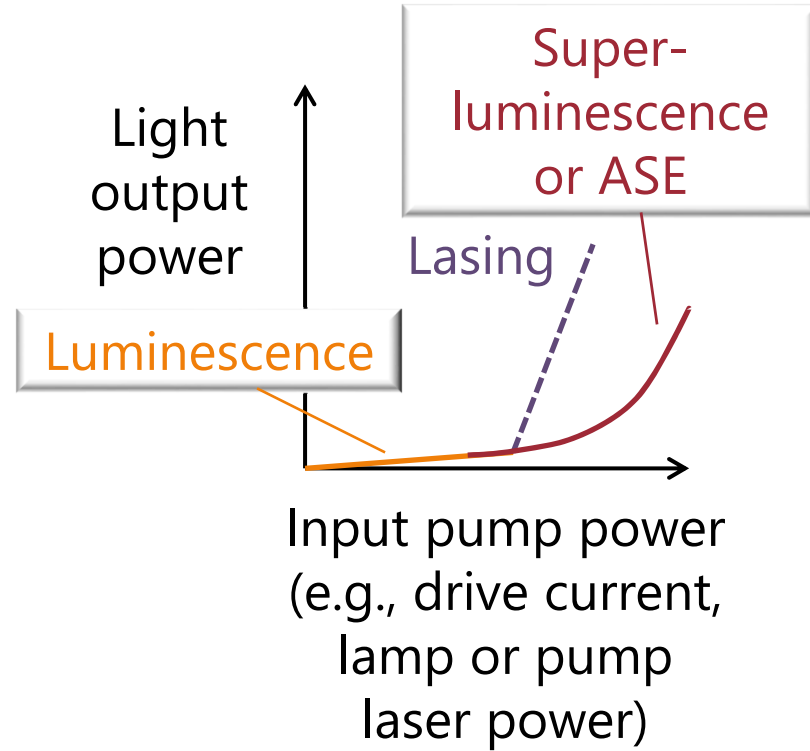 Super-
luminescence
or ASE
Light
output
power
Lasing
Luminescence
Input pump power
(e.g., drive current,
lamp or pump
laser power)